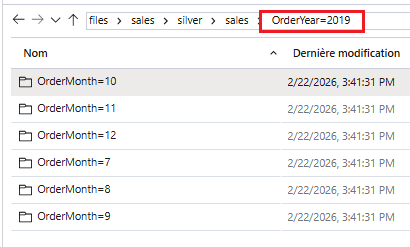 files > sales > silver > sales > OrderYear=2019
Nom Dernière modification
OrderMonth=10 2/22/2026, 3:41:31 PM
OrderMonth=11 2/22/2026, 3:41:31 PM
OrderMonth=12 2/22/2026, 3:41:31 PM
OrderMonth=7 2/22/2026, 3:41:31 PM
OrderMonth=8 2/22/2026, 3:41:31 PM
OrderMonth=9 2/22/2026, 3:41:31 PM